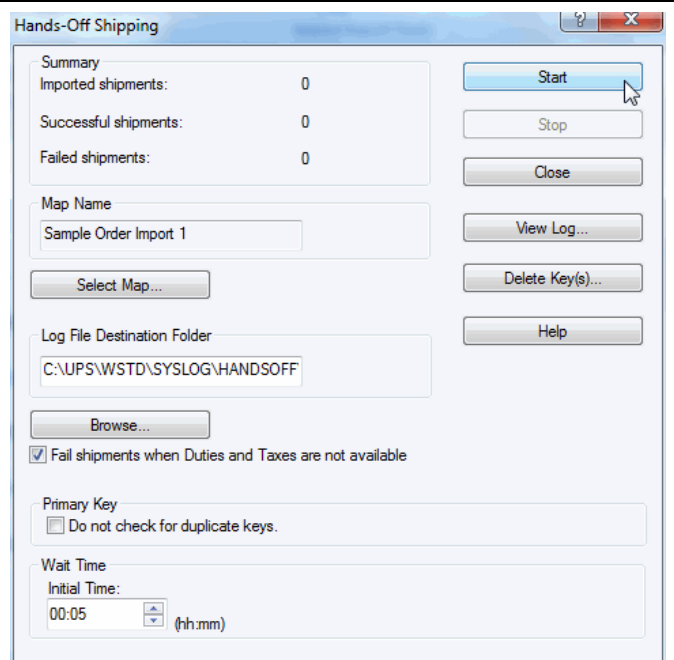 Hands-Off Shipping
Summary
Imported shipments: 0
Successful shipments: 0
Failed shipments: 0
Start
Stop
Close
Map Name
Sample Order Import 1
View Log...
Select Map...
Delete Key(s)...
Log File Destination Folder
Help
C:\UPS\WSTD\SYSLOG\HANDSOFF
Browse...
Fail shipments when Duties and Taxes are not available
Primary Key
Do not check for duplicate keys.
Wait Time
Initial Time:
00:05
(hh:mm)